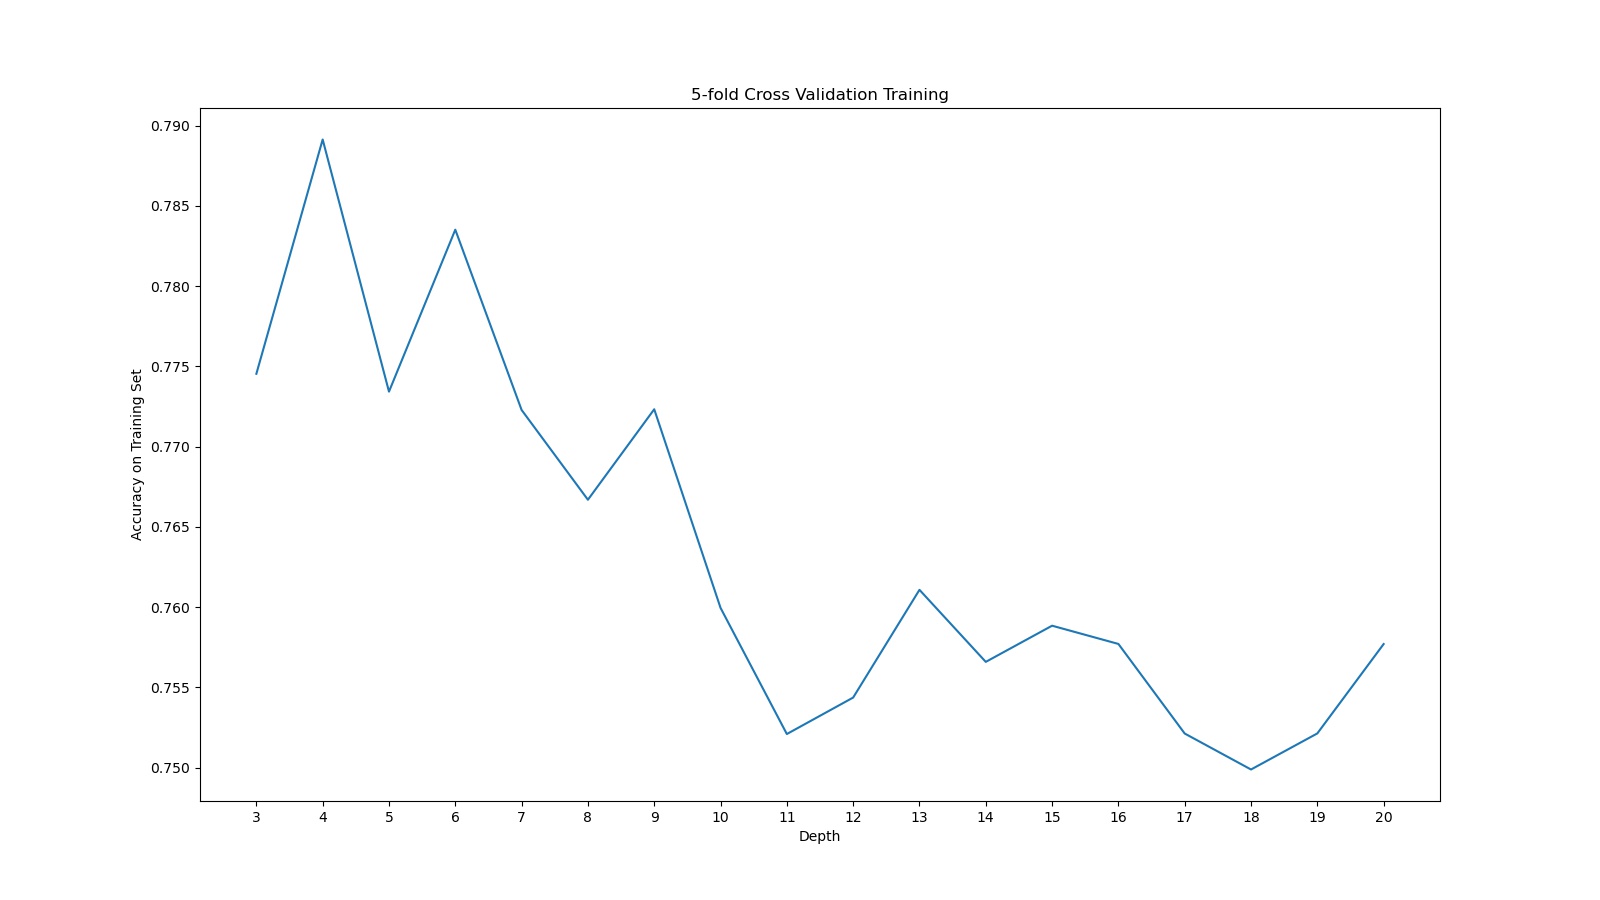 5-fold Cross Validation Training
0.790
0.785
0.780
0.775
0.770
0.765
0.760
0.755
0.750
Accuracy on Training Set
3 4 5 6 7 8 9 10 11 12 13 14 15 16 17 18 19 20
Depth